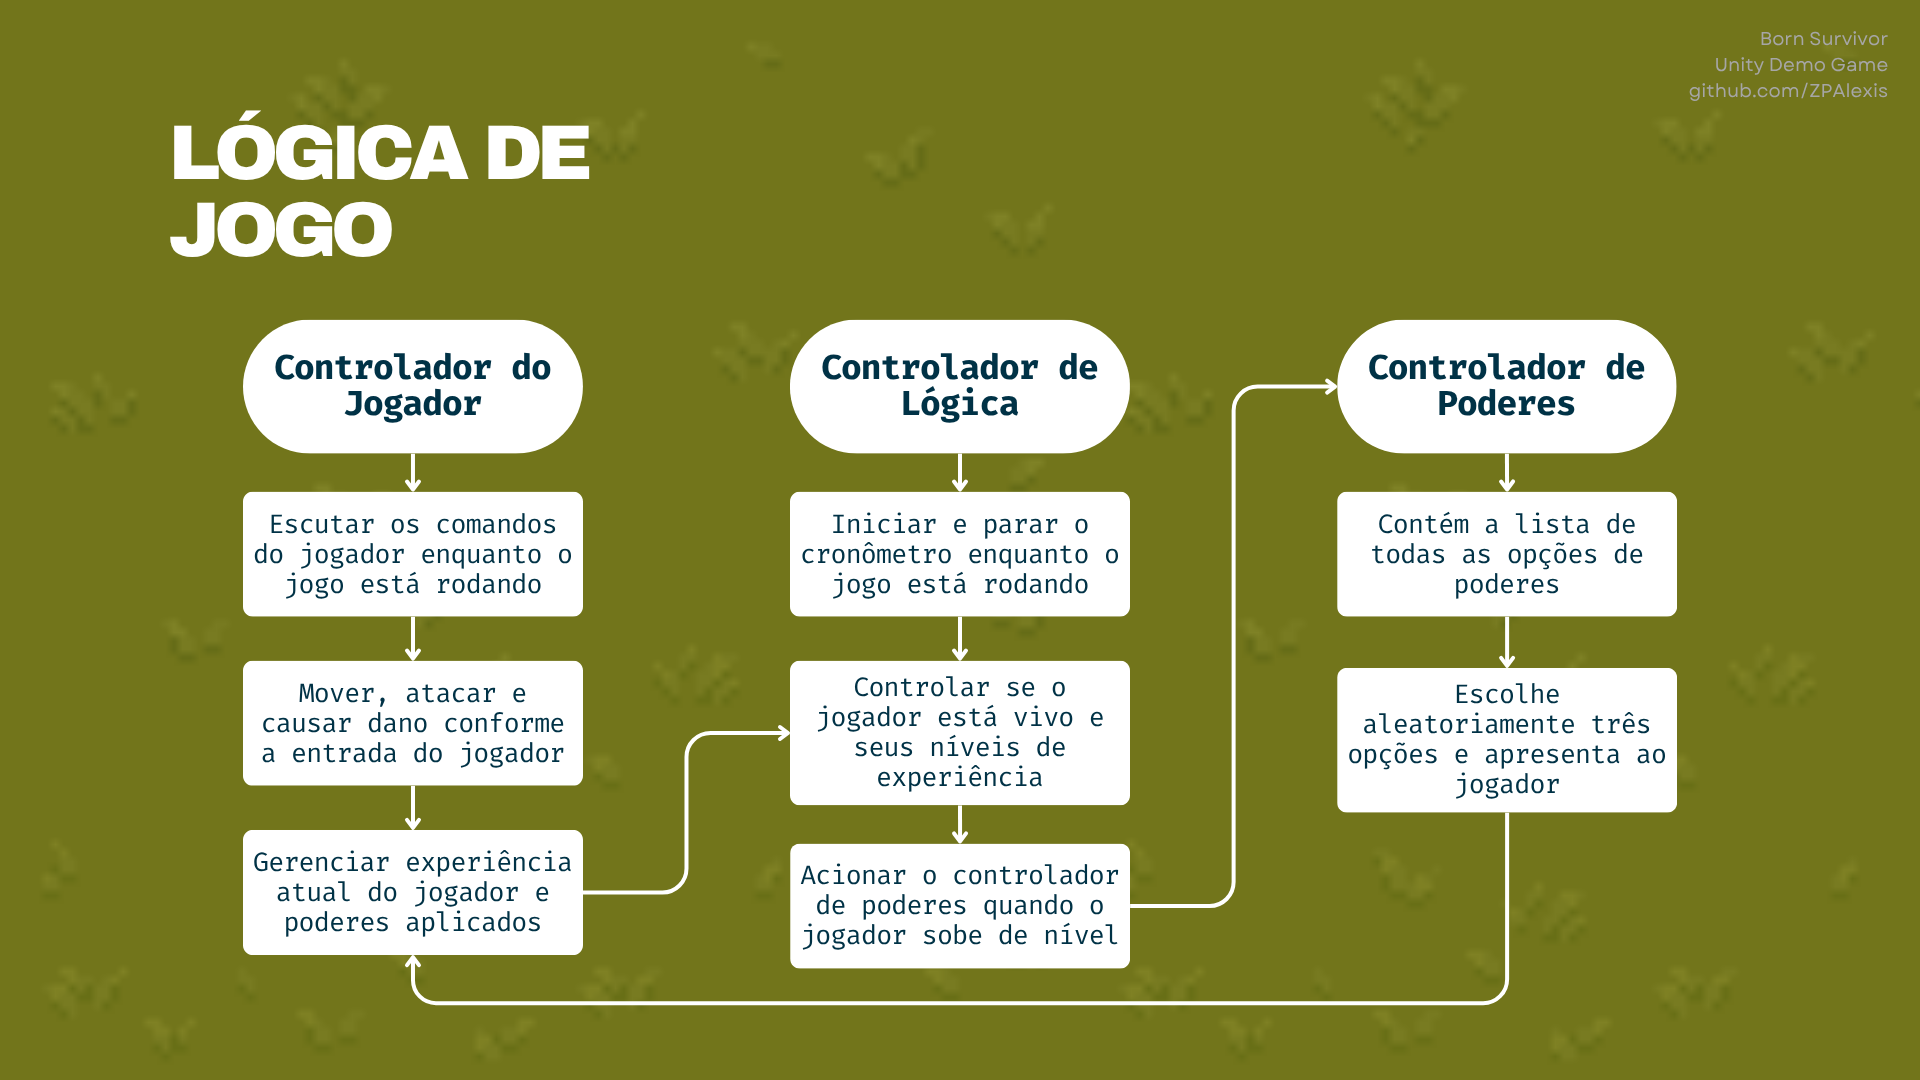 Born Survivor
Unity Demo Game
github.com/ZPAlexis
LÓGICA DE
JOGO
Controlador do
Jogador
Escutar os comandos
do jogador enquanto o
jogo está rodando
Mover, atacar e
causar dano conforme
a entrada do jogador
Gerenciar experiência
atual do jogador e
poderes aplicados
Controlador de
Lógica
Iniciar e parar o
cronômetro enquanto o
jogo está rodando
Controlar se o
jogador está vivo e
seus níveis de
experiência
Acionar o controlador
de poderes quando o
jogador sobe de nível
Controlador de
Poderes
Contém a lista de
todas as opções de
poderes
Escolhe
aleatoriamente três
opções e apresenta ao
jogador